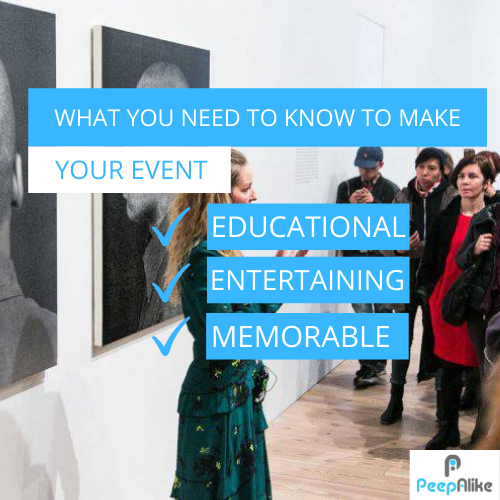 WHAT YOU NEED TO KNOW TO MAKE
YOUR EVENT
EDUCATIONAL
ENTERTAINING
MEMORABLE
PeepAlike